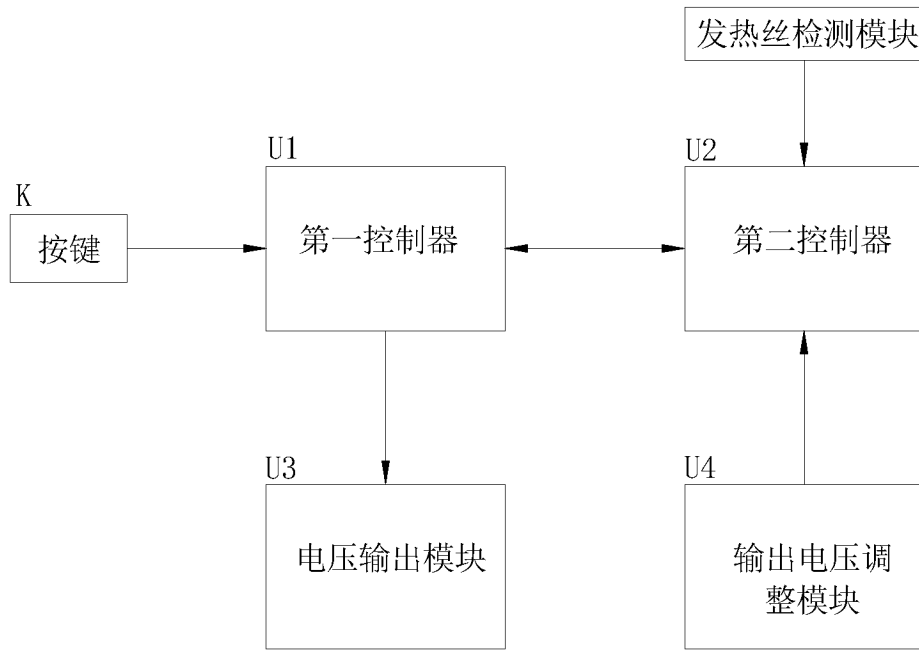 发热丝检测模块
U1
U2
K
按键
第一控制器
第二控制器
U3
U4
电压输出模块
输出电压调
整模块